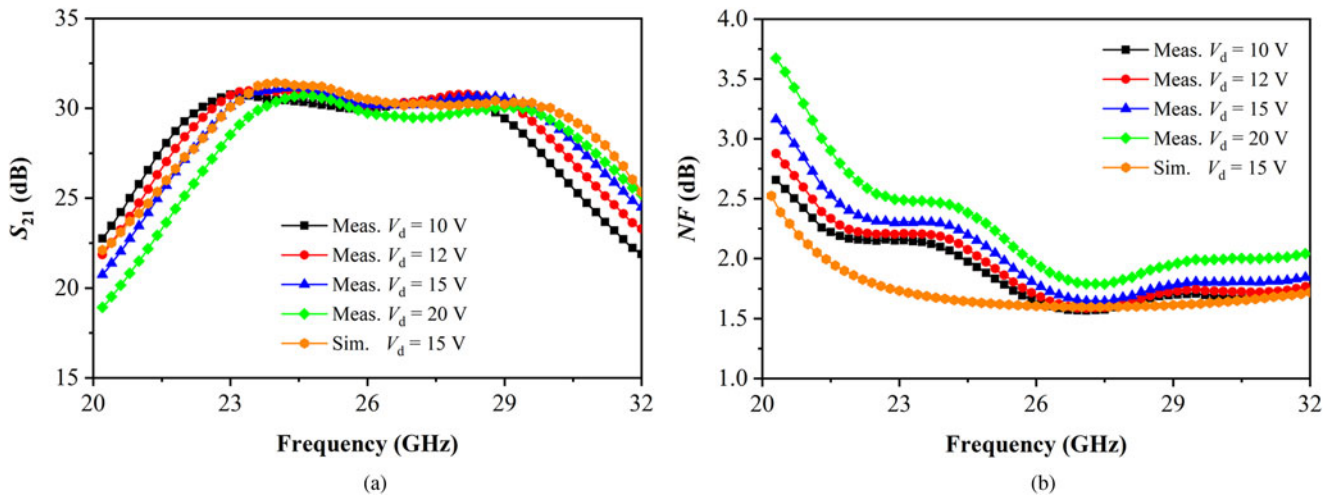 S21 (dB)
35
30
25
20
15
Meas. Vd = 10 V
Meas. Vd = 12 V
Meas. Vd = 15 V
Meas. Vd = 20 V
Sim. Vd = 15 V
20 23 26 29 32
Frequency (GHz)
(a)
NF (dB)
4.0
3.5
3.0
2.5
2.0
1.5
1.0
Meas. Vd = 10 V
Meas. Vd = 12 V
Meas. Vd = 15 V
Meas. Vd = 20 V
Sim. Vd = 15 V
20 23 26 29 32
Frequency (GHz)
(b)